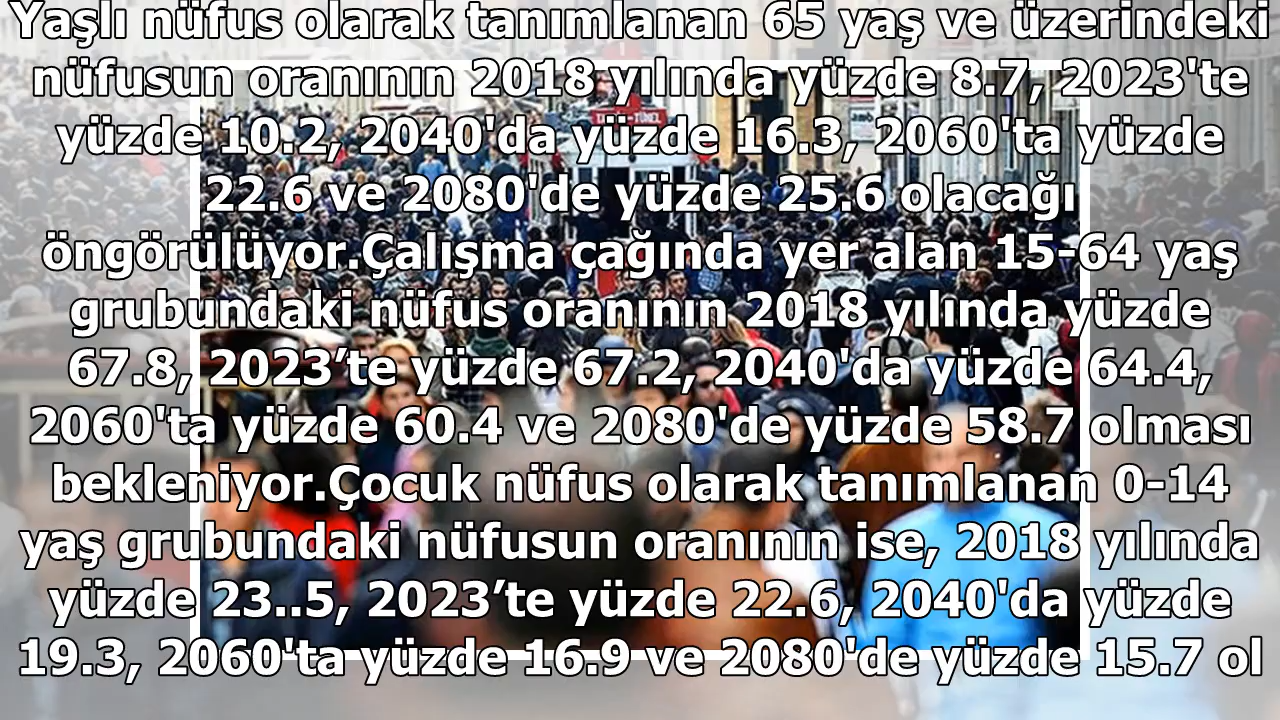 Yaşlı nüfus olarak tanımlanan 65 yaş ve üzerindeki
nüfusun oranının 2018 yılında yüzde 8.7, 2023'te
yüzde 10.2, 2040'da yüzde 16.3, 2060'ta yüzde
22.6 ve 2080'de yüzde 25.6 olacağı
öngörülüyor.Çalışma çağında yer alan 15-64 yaş
grubundaki nüfus oranının 2018 yılında yüzde
67.8, 2023’te yüzde 67.2, 2040'da yüzde 64.4,
2060'ta yüzde 60.4 ve 2080'de yüzde 58.7 olması
bekleniyor.Çocuk nüfus olarak tanımlanan 0-14
yaş grubundaki nüfusun oranının ise, 2018 yılında
yüzde 23..5, 2023’te yüzde 22.6, 2040'da yüzde
19.3, 2060'ta yüzde 16.9 ve 2080'de yüzde 15.7 ol